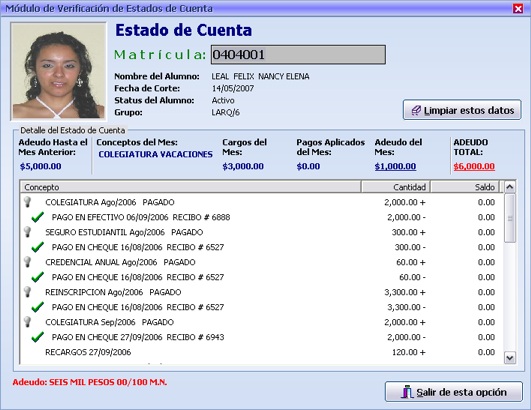 Módulo de Verificación de Estados de Cuenta
Estado de Cuenta
Matrícula: 0404001
Nombre del Alumno: LEAL FELIX NANCY ELENA
Fecha de Corte: 14/05/2007
Status del Alumno: Activo
Grupo: LARQ/6
Limpiar estos datos
Detalle del Estado de Cuenta
Adeudo Hasta el Mes Anterior: $5,000.00
Conceptos del Mes: COLEGIATURA VACACIONES
Cargos del Mes: $3,000.00
Pagos Aplicados del Mes: $0.00
Adeudo del Mes: $1,000.00
ADEUDO TOTAL: $6,000.00
Concepto Cantidad Saldo
COLEGIATURA Ago/2006 PAGADO 2,000.00 + 0.00
PAGO EN EFECTIVO 06/09/2006 RECIBO # 6888 2,000.00 - 0.00
SEGURO ESTUDIANTIL Ago/2006 PAGADO 300.00 + 0.00
PAGO EN CHEQUE 16/08/2006 RECIBO # 6527 300.00 - 0.00
CREDENCIAL ANUAL Ago/2006 PAGADO 60.00 + 0.00
PAGO EN CHEQUE 16/08/2006 RECIBO # 6527 60.00 - 0.00
REINSCRIPCION Ago/2006 PAGADO 3,300.00 + 0.00
PAGO EN CHEQUE 16/08/2006 RECIBO # 6527 3,300.00 - 0.00
COLEGIATURA Sep/2006 PAGADO 2,000.00 + 0.00
PAGO EN CHEQUE 27/09/2006 RECIBO # 6943 2,000.00 - 0.00
RECARGOS 27/09/2006 120.00 + 0.00
Adeudo: SEIS MIL PESOS 00/100 M.N.
Salir de esta opción